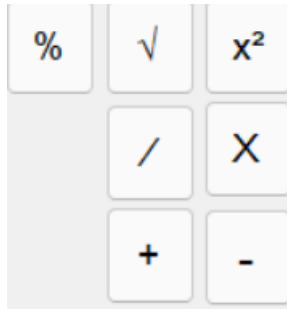 % √ x²
/ X
+ -